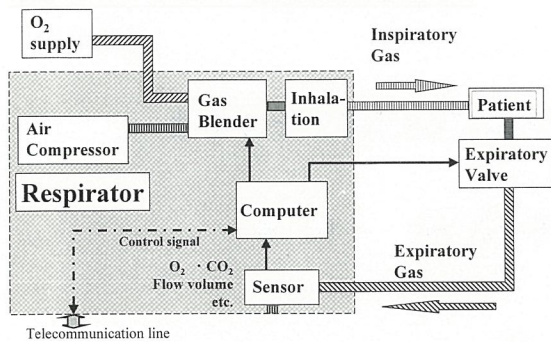 O₂
supply
Inspiratory
Gas
Gas
Blender
Inhala-
tion
Patient
Air
Compressor
Expiratory
Valve
Respirator
Computer
Control signal
O₂ ・CO₂
Flow volume
etc.
Sensor
Expiratory
Gas
Telecommunication line